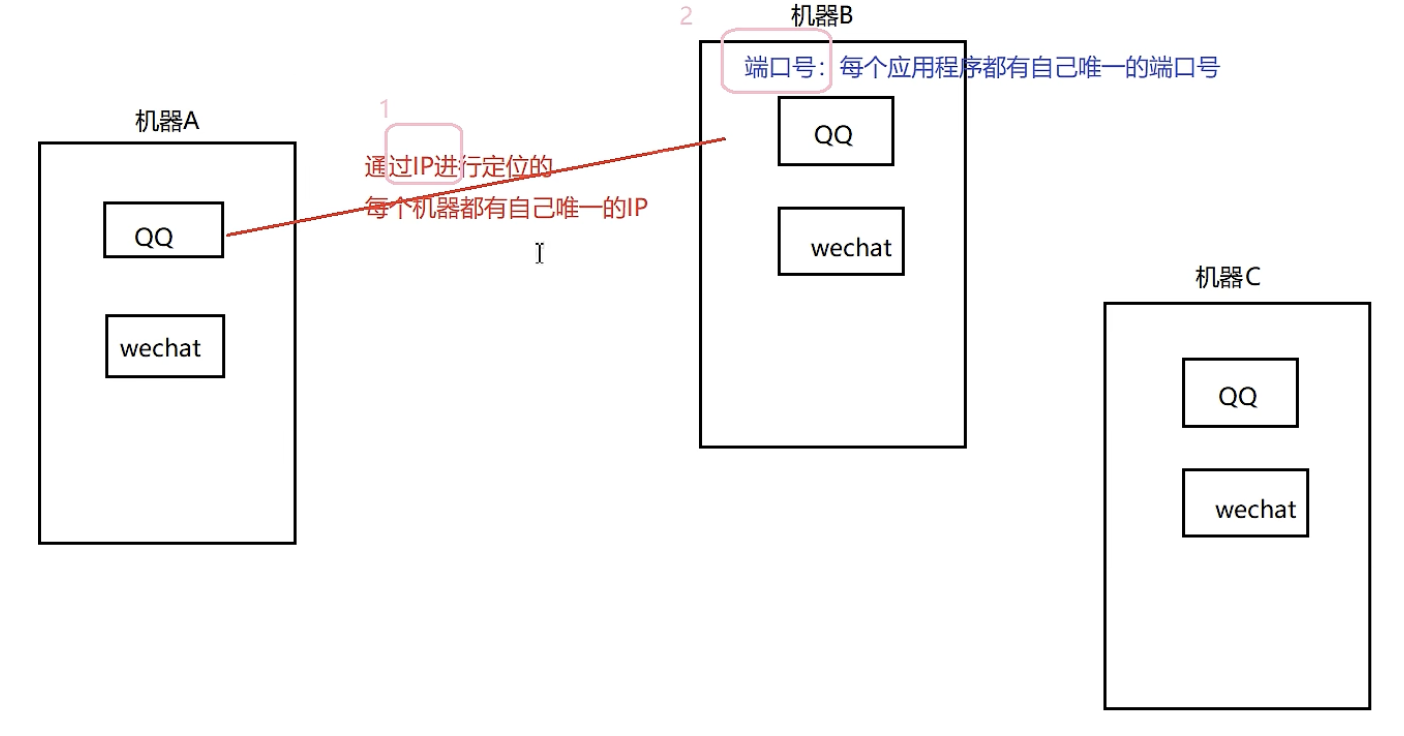 2
机器B
端口号：每个应用程序都有自己唯一的端口号
1
机器A
通过IP进行定位的
每个机器都有自己唯一的IP
QQ
wechat
QQ
wechat
机器C
QQ
wechat